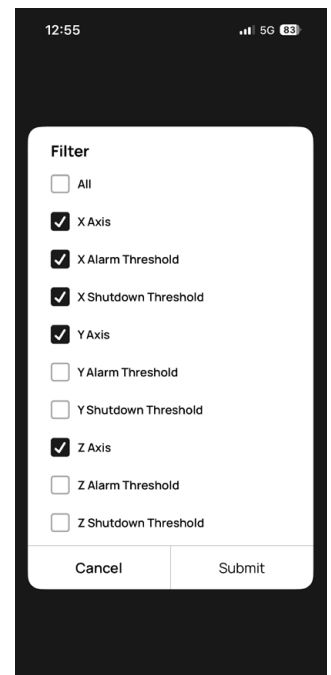 12:55 5G 83
Filter
All
X Axis
X Alarm Threshold
X Shutdown Threshold
Y Axis
Y Alarm Threshold
Y Shutdown Threshold
Z Axis
Z Alarm Threshold
Z Shutdown Threshold
Cancel Submit